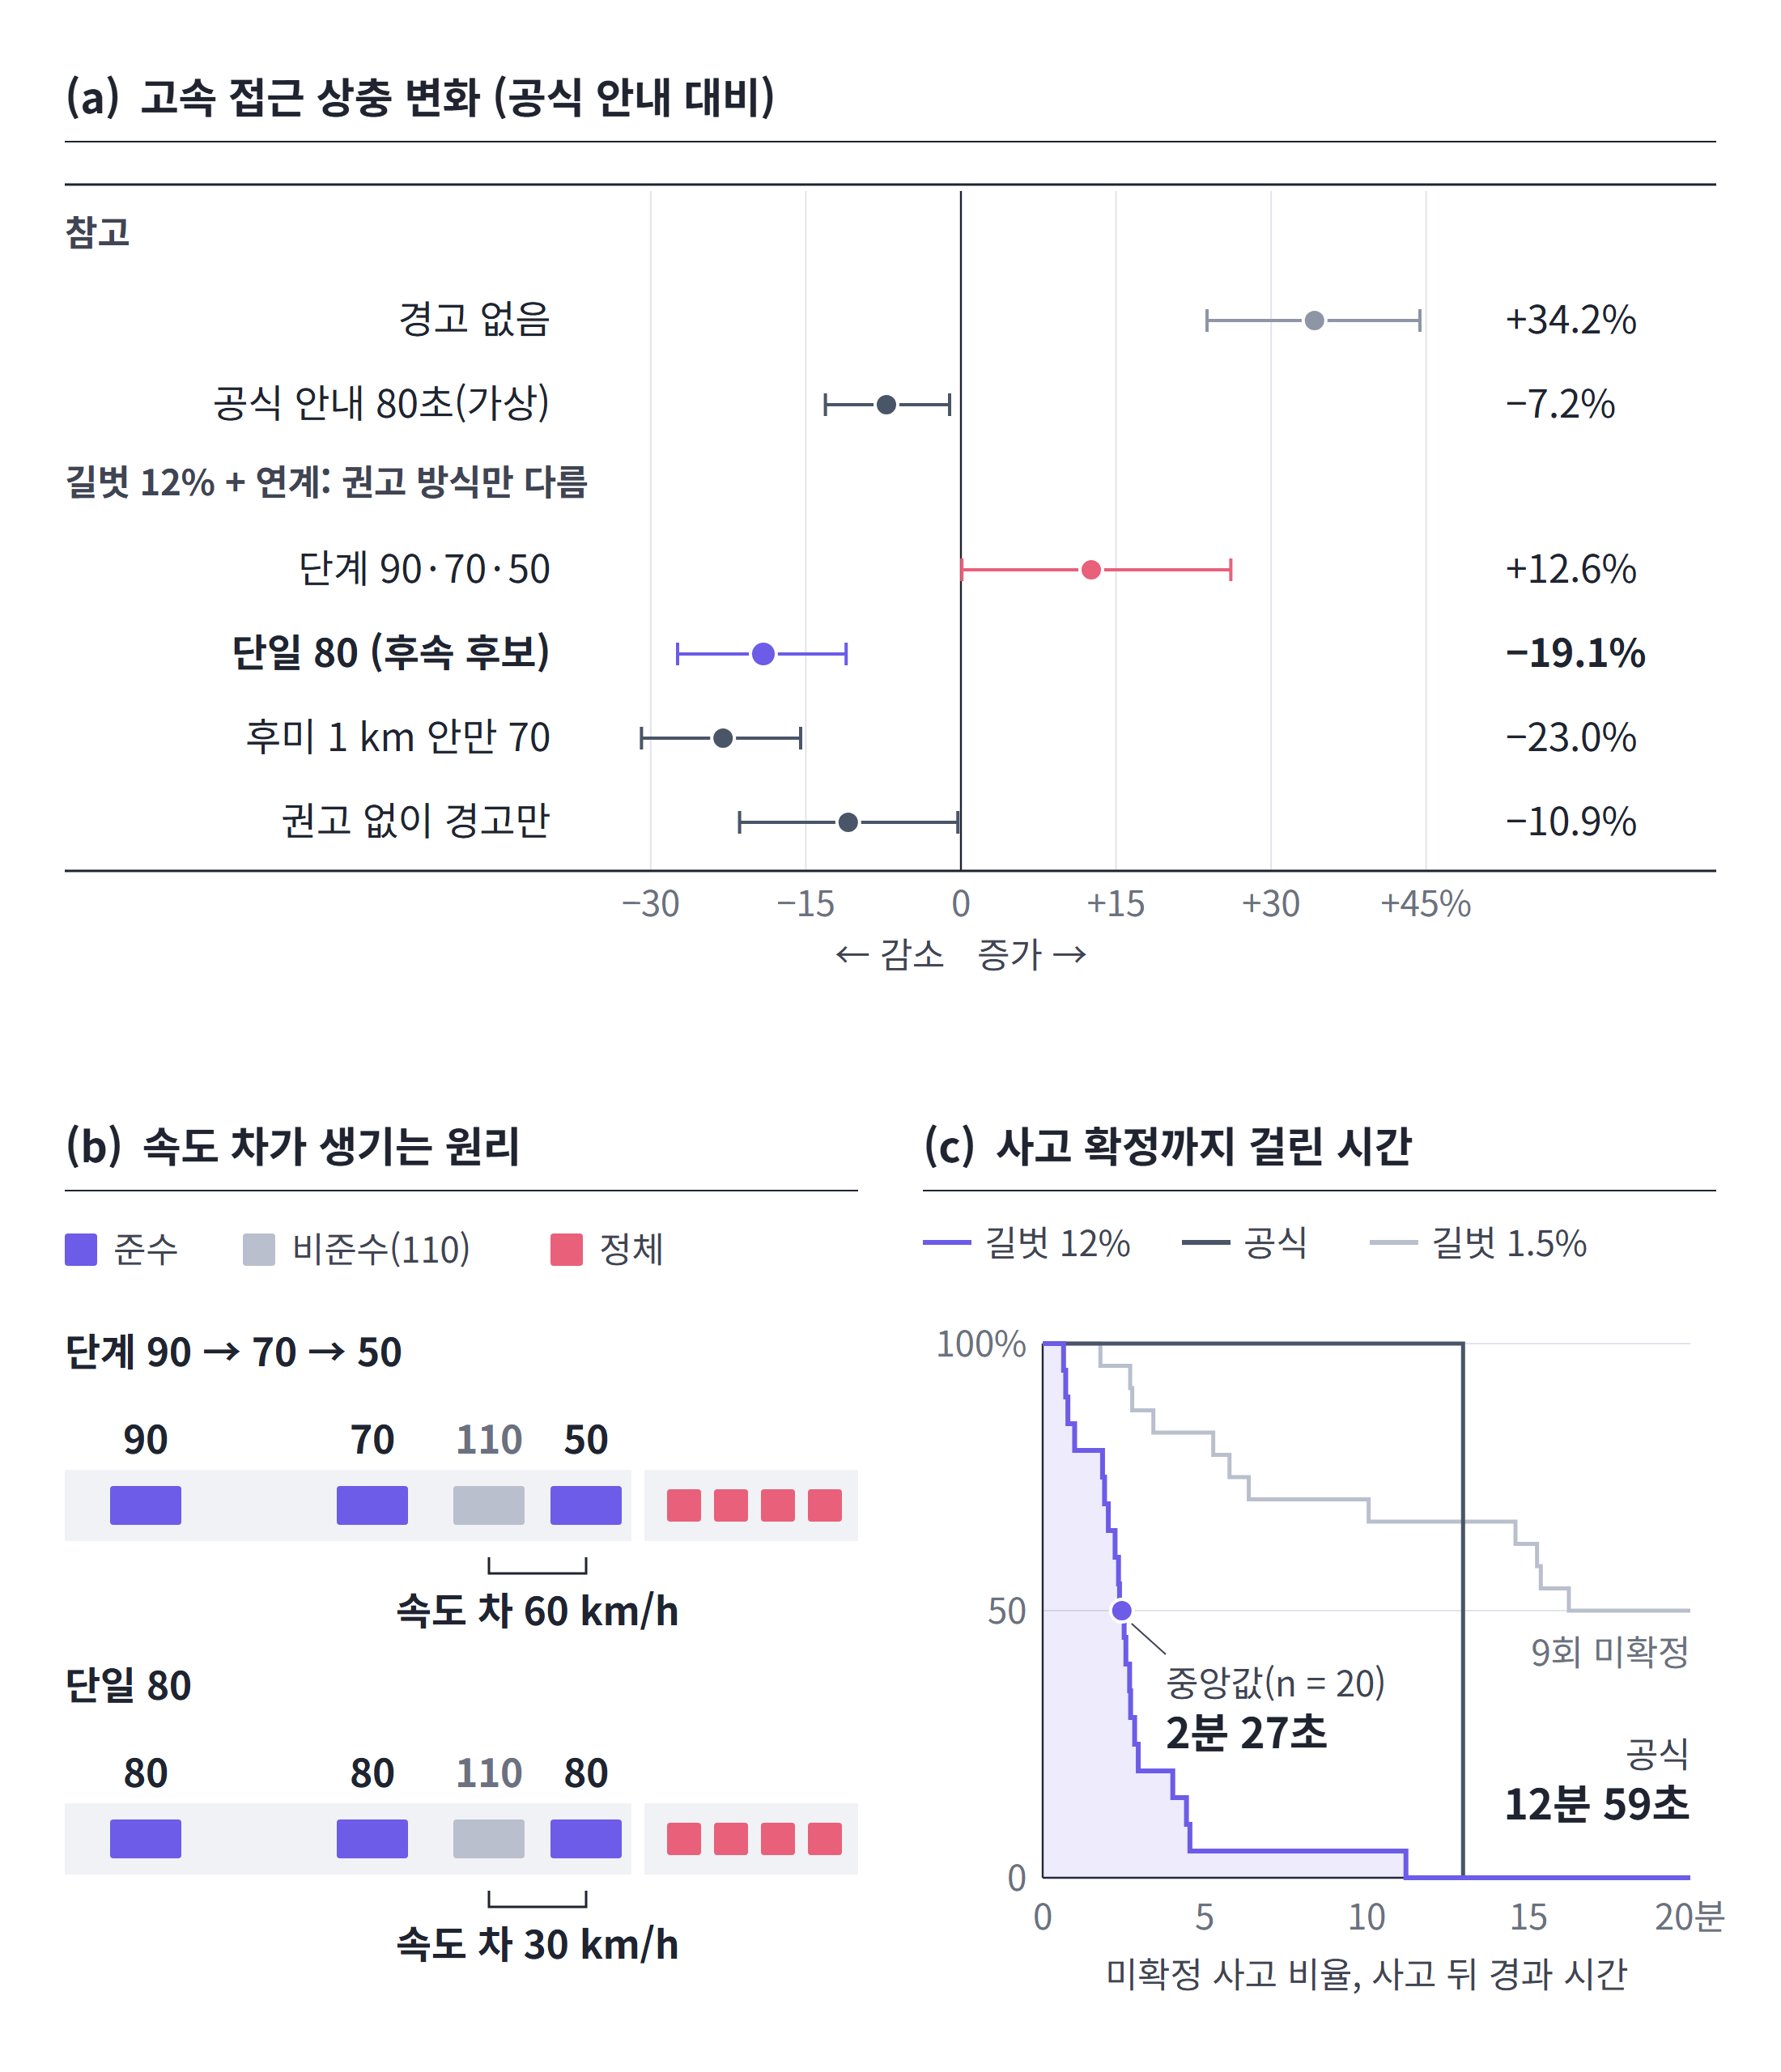 (a) 고속 접근 상충 변화 (공식 안내 대비)
참고
경고 없음 +34.2%
공식 안내 80초(가상) −7.2%
길벗 12% + 연계: 권고 방식만 다름
단계 90·70·50 +12.6%
단일 80 (후속 후보) −19.1%
후미 1 km 안만 70 −23.0%
권고 없이 경고만 −10.9%
−30 −15 0 +15 +30 +45%
← 감소 증가 →
(b) 속도 차가 생기는 원리
준수 비준수(110) 정체
단계 90 → 70 → 50
90 70 110 50
속도 차 60 km/h
단일 80
80 80 110 80
속도 차 30 km/h
(c) 사고 확정까지 걸린 시간
길벗 12% 공식 길벗 1.5%
100%
50
9회 미확정
중앙값(n = 20)
2분 27초
공식
12분 59초
0
0 5 10 15 20분
미확정 사고 비율, 사고 뒤 경과 시간